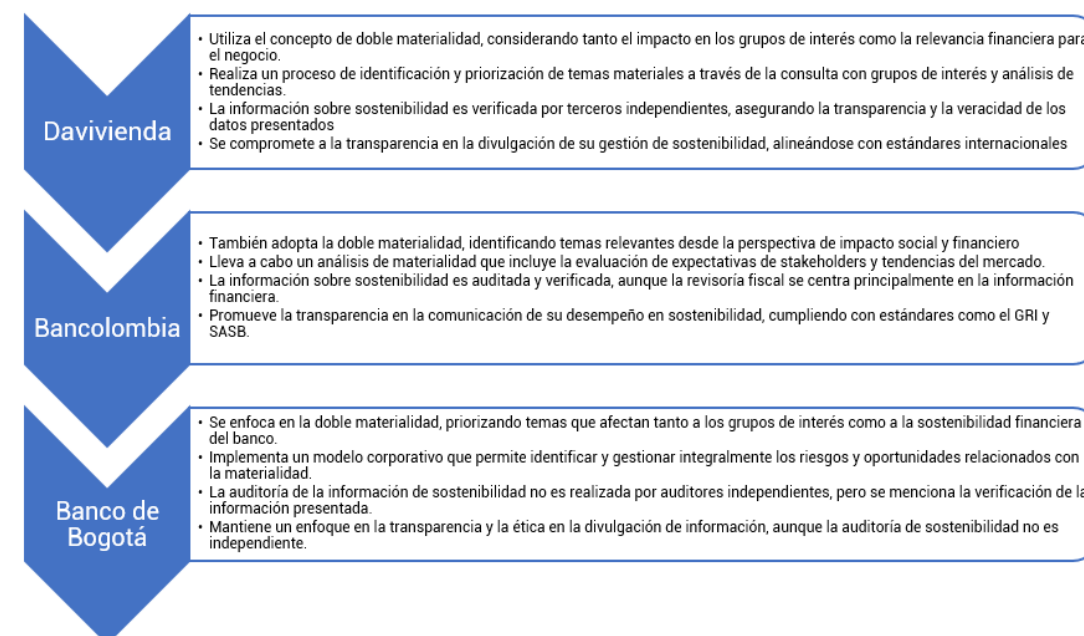 Davivienda
• Utiliza el concepto de doble materialidad, considerando tanto el impacto en los grupos de interés como la relevancia financiera para
el negocio.
• Realiza un proceso de identificación y priorización de temas materiales a través de la consulta con grupos de interés y análisis de
tendencias.
• La información sobre sostenibilidad es verificada por terceros independientes, asegurando la transparencia y la veracidad de los
datos presentados
• Se compromete a la transparencia en la divulgación de su gestión de sostenibilidad, alineándose con estándares internacionales
Bancolombia
• También adopta la doble materialidad, identificando temas relevantes desde la perspectiva de impacto social y financiero
• Lleva a cabo un análisis de materialidad que incluye la evaluación de expectativas de stakeholders y tendencias del mercado.
• La información sobre sostenibilidad es auditada y verificada, aunque la revisoría fiscal se centra principalmente en la información
financiera.
• Promueve la transparencia en la comunicación de su desempeño en sostenibilidad, cumpliendo con estándares como el GRI y
SASB.
Banco de
Bogotá
• Se enfoca en la doble materialidad, priorizando temas que afectan tanto a los grupos de interés como a la sostenibilidad financiera
del banco.
• Implementa un modelo corporativo que permite identificar y gestionar integralmente los riesgos y oportunidades relacionados con
la materialidad.
• La auditoría de la información de sostenibilidad no es realizada por auditores independientes, pero se menciona la verificación de la
información presentada.
• Mantiene un enfoque en la transparencia y la ética en la divulgación de información, aunque la auditoría de sostenibilidad no es
independiente.